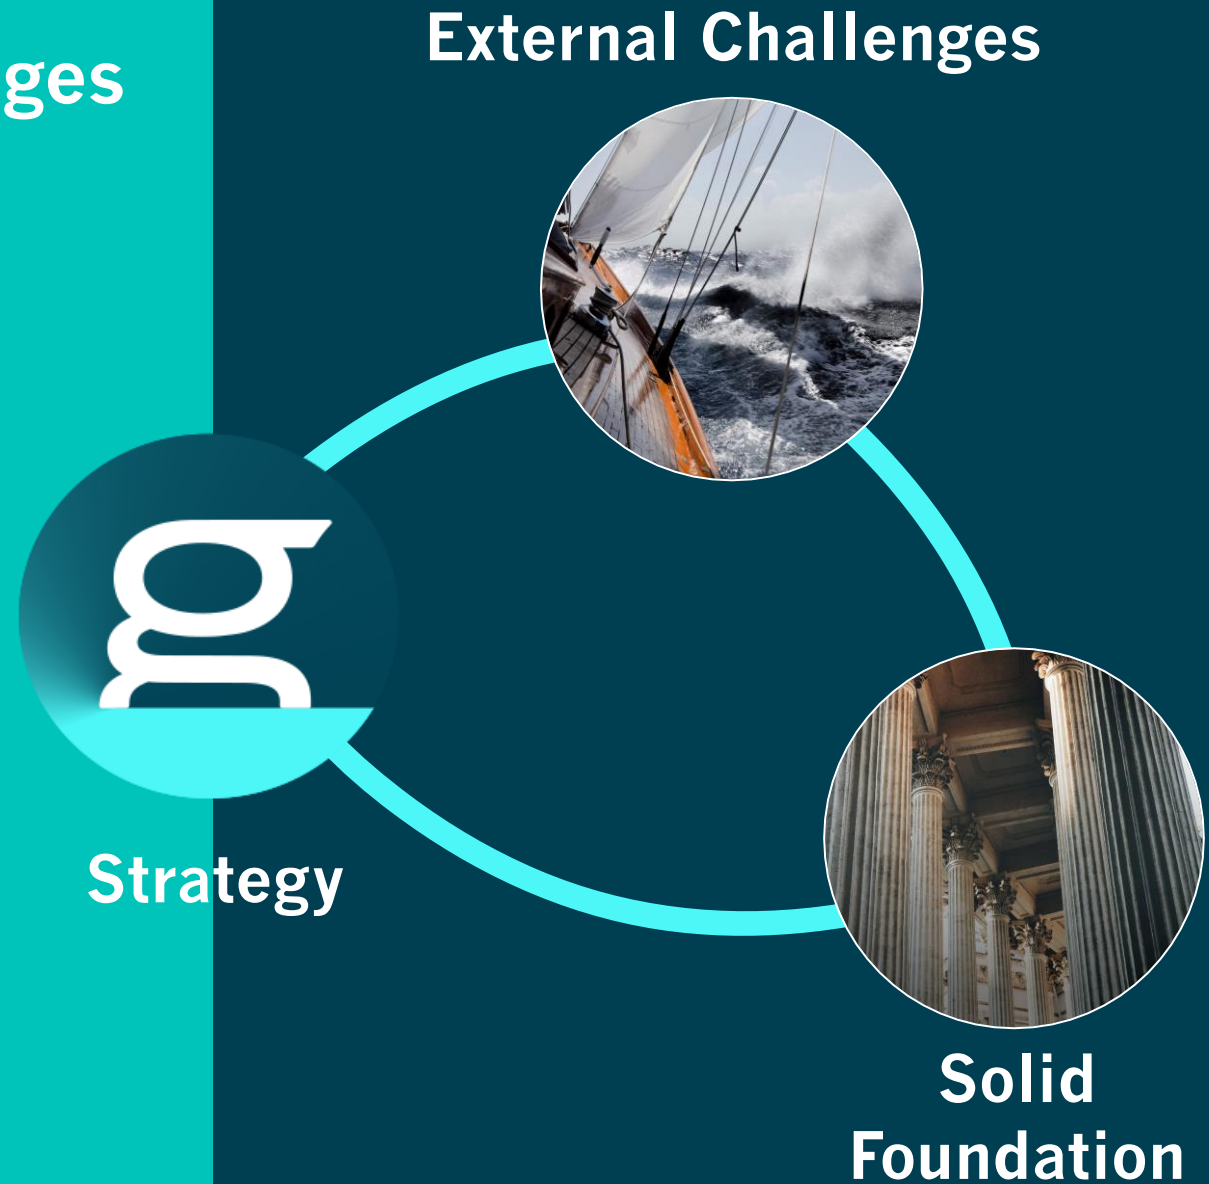 External Challenges
ges
g
Strategy
Solid
Foundation